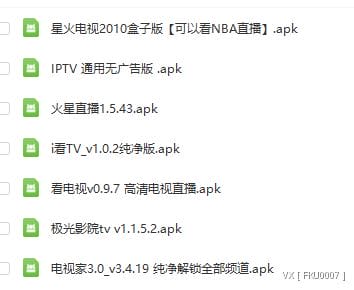 星火电视2010盒子版【可以看NBA直播】.apk
IPTV 通用无广告版 .apk
火星直播1.5.43.apk
i看TV_v1.0.2纯净版.apk
看电视v0.9.7 高清电视直播.apk
极光影院tv v1.1.5.2.apk
电视家3.0_v3.4.19 纯净解锁全部频道.apk
VX [ FKU0007 ]